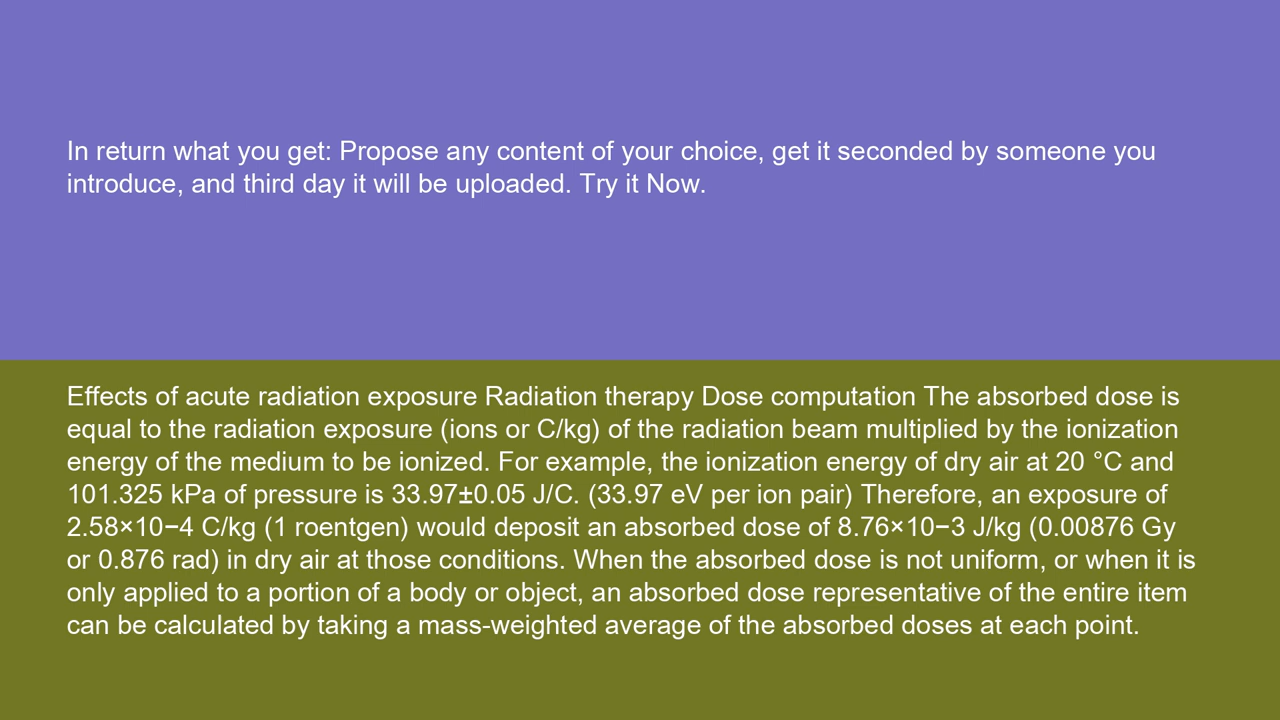 In return what you get: Propose any content of your choice, get it seconded by someone you
introduce, and third day it will be uploaded. Try it Now.
Effects of acute radiation exposure Radiation therapy Dose computation The absorbed dose is
equal to the radiation exposure (ions or C/kg) of the radiation beam multiplied by the ionization
energy of the medium to be ionized. For example, the ionization energy of dry air at 20 °C and
101.325 kPa of pressure is 33.97±0.05 J/C. (33.97 eV per ion pair) Therefore, an exposure of
2.58×10−4 C/kg (1 roentgen) would deposit an absorbed dose of 8.76×10−3 J/kg (0.00876 Gy
or 0.876 rad) in dry air at those conditions. When the absorbed dose is not uniform, or when it is
only applied to a portion of a body or object, an absorbed dose representative of the entire item
can be calculated by taking a mass-weighted average of the absorbed doses at each point.